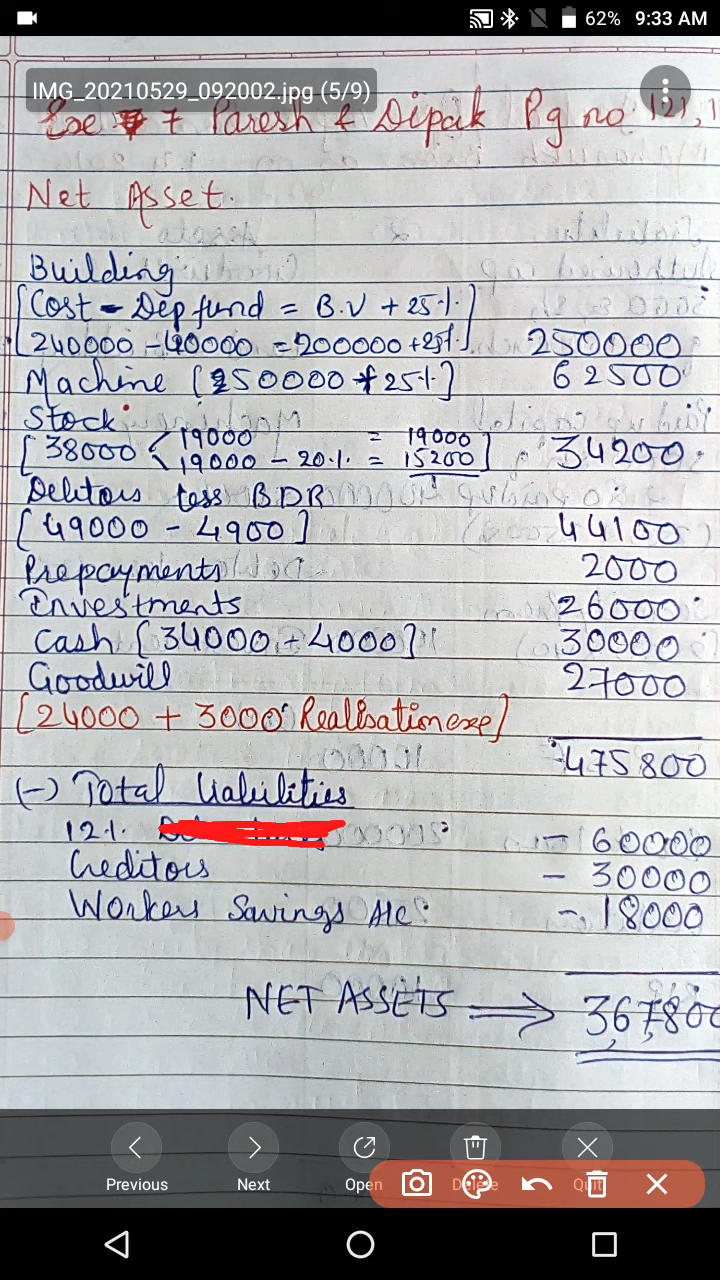 62% 9:33 AM
IMG_20210529_092002.jpg (5/9)
Exe 7 Paresh & Dipak Pg no 121, 1
Net Asset.
Building
[Cost - Dep fund = B.V + 25%]
[240000 - 40000 = 200000 + 25%] 250000
Machine [ 50000 + 25%] 62500
Stock
[38000 < 19000 = 19000
19000 - 20% = 15200] 34200
Debtors less BDR
[49000 - 4900] 44100
Prepayments 2000
Investments 26000
Cash [34000 - 4000] 30000
Goodwill 27000
[24000 + 3000 Realisation exp]
475800
(-) Total Liabilities
12% - 60000
Creditors - 30000
Workers Savings A/c - 18000
NET ASSETS ⟹ 367800
Previous Next Open Delete Quit